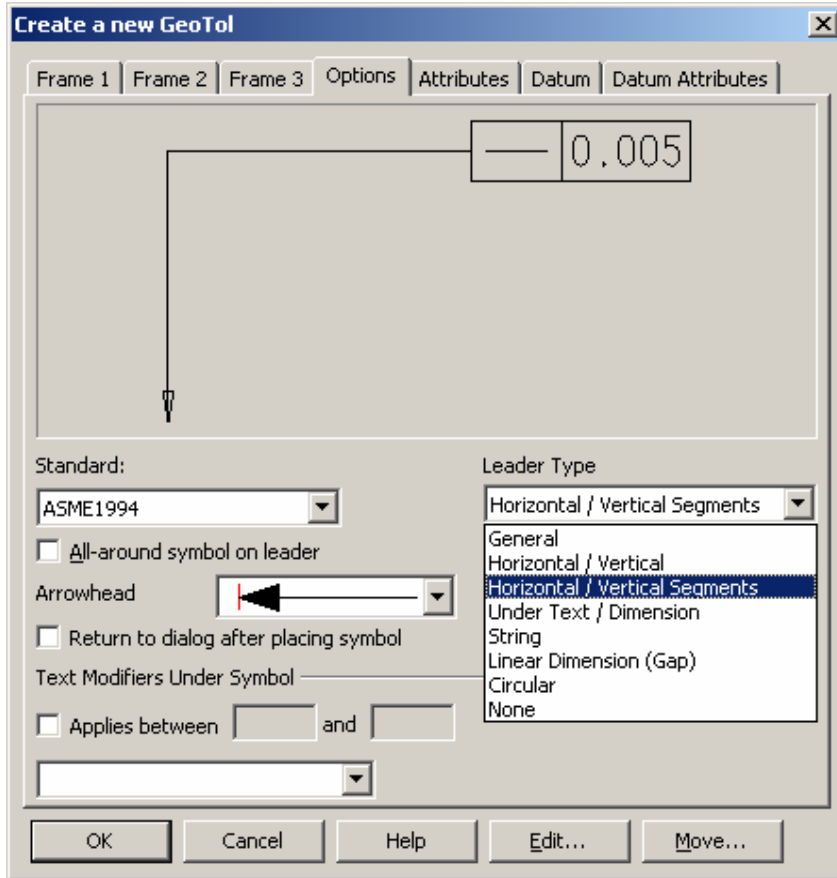 Create a new GeoTol
Frame 1 Frame 2 Frame 3 Options Attributes Datum Datum Attributes
0.005
Standard:
ASME1994
All-around symbol on leader
Arrowhead
Return to dialog after placing symbol
Text Modifiers Under Symbol
Applies between and
Leader Type
Horizontal / Vertical Segments
General
Horizontal / Vertical
Horizontal / Vertical Segments
Under Text / Dimension
String
Linear Dimension (Gap)
Circular
None
OK Cancel Help Edit... Move...